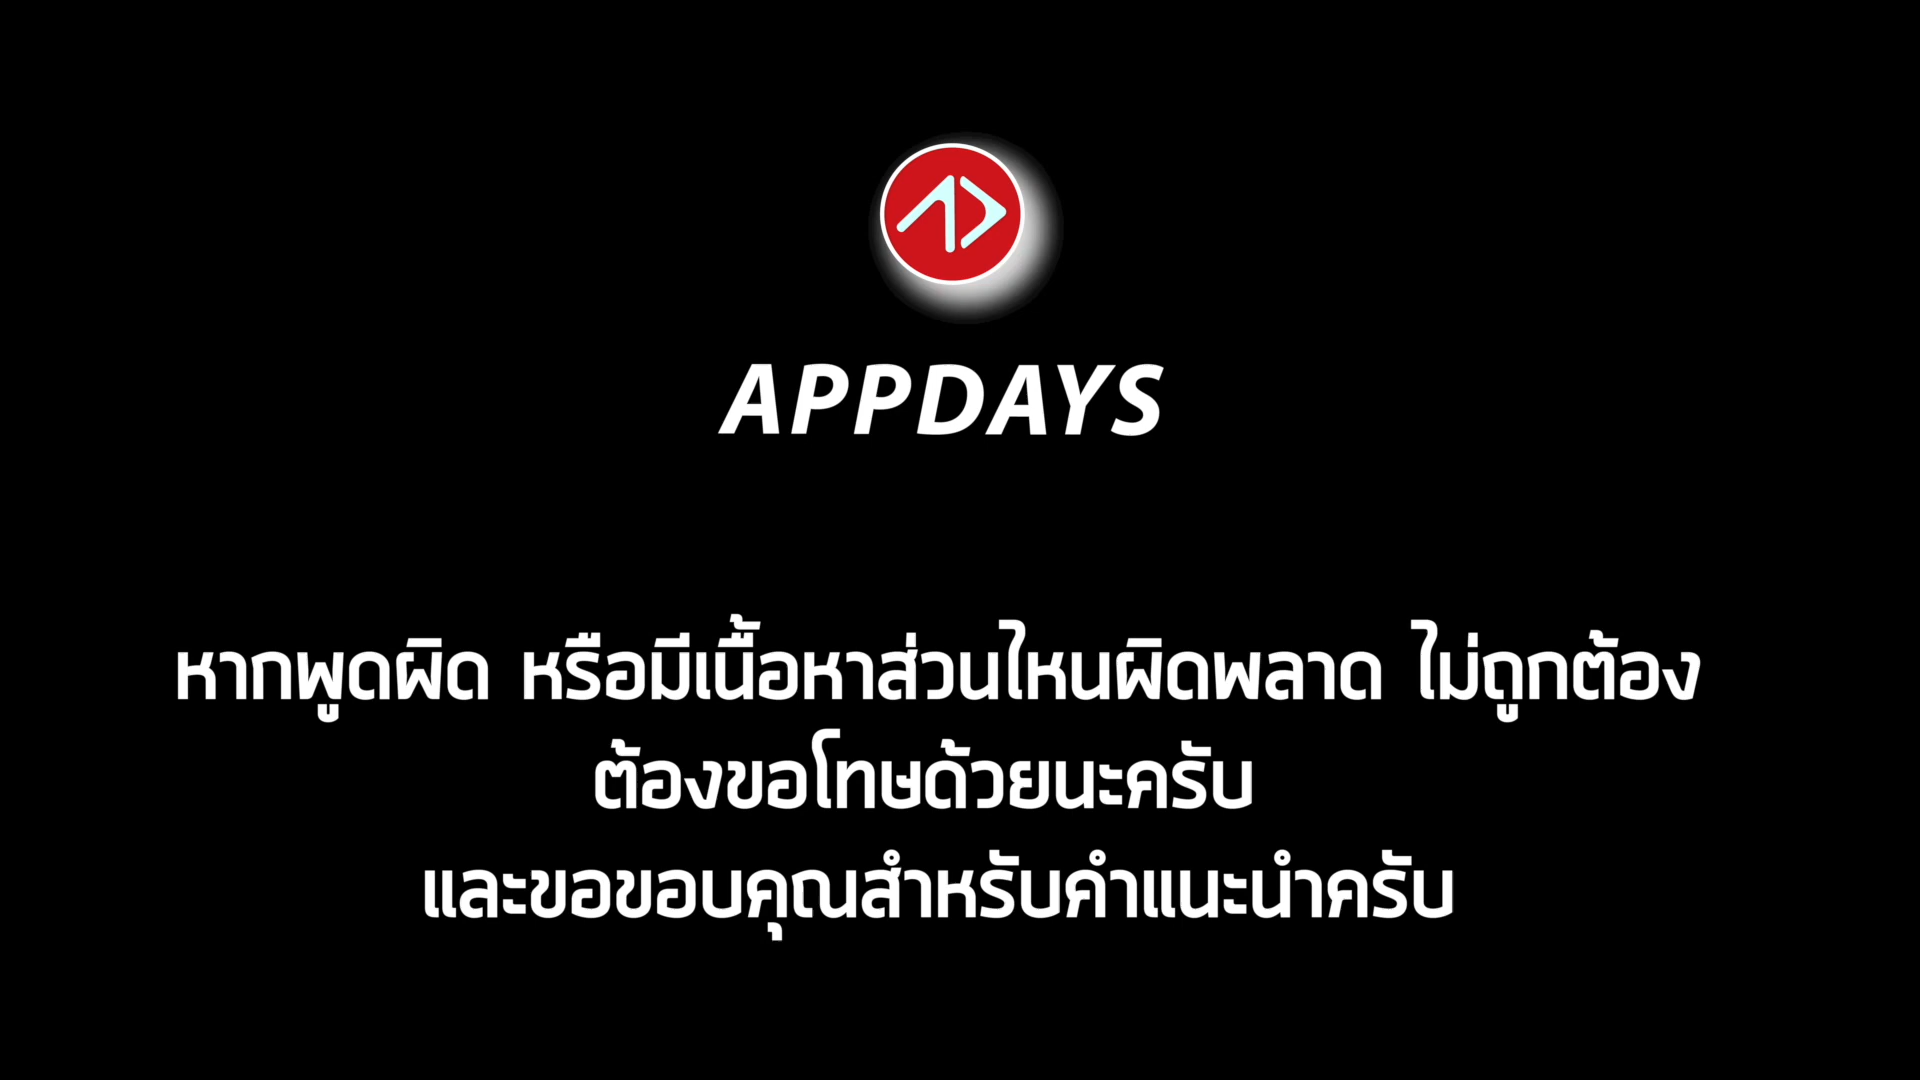 APPDAYS
หากพูดผิด หรือมีเนื้อหาส่วนไหนผิดพลาด ไม่ถูกต้อง
ต้องขอโทษด้วยนะครับ
และขอขอบคุณสำหรับคำแนะนำครับ